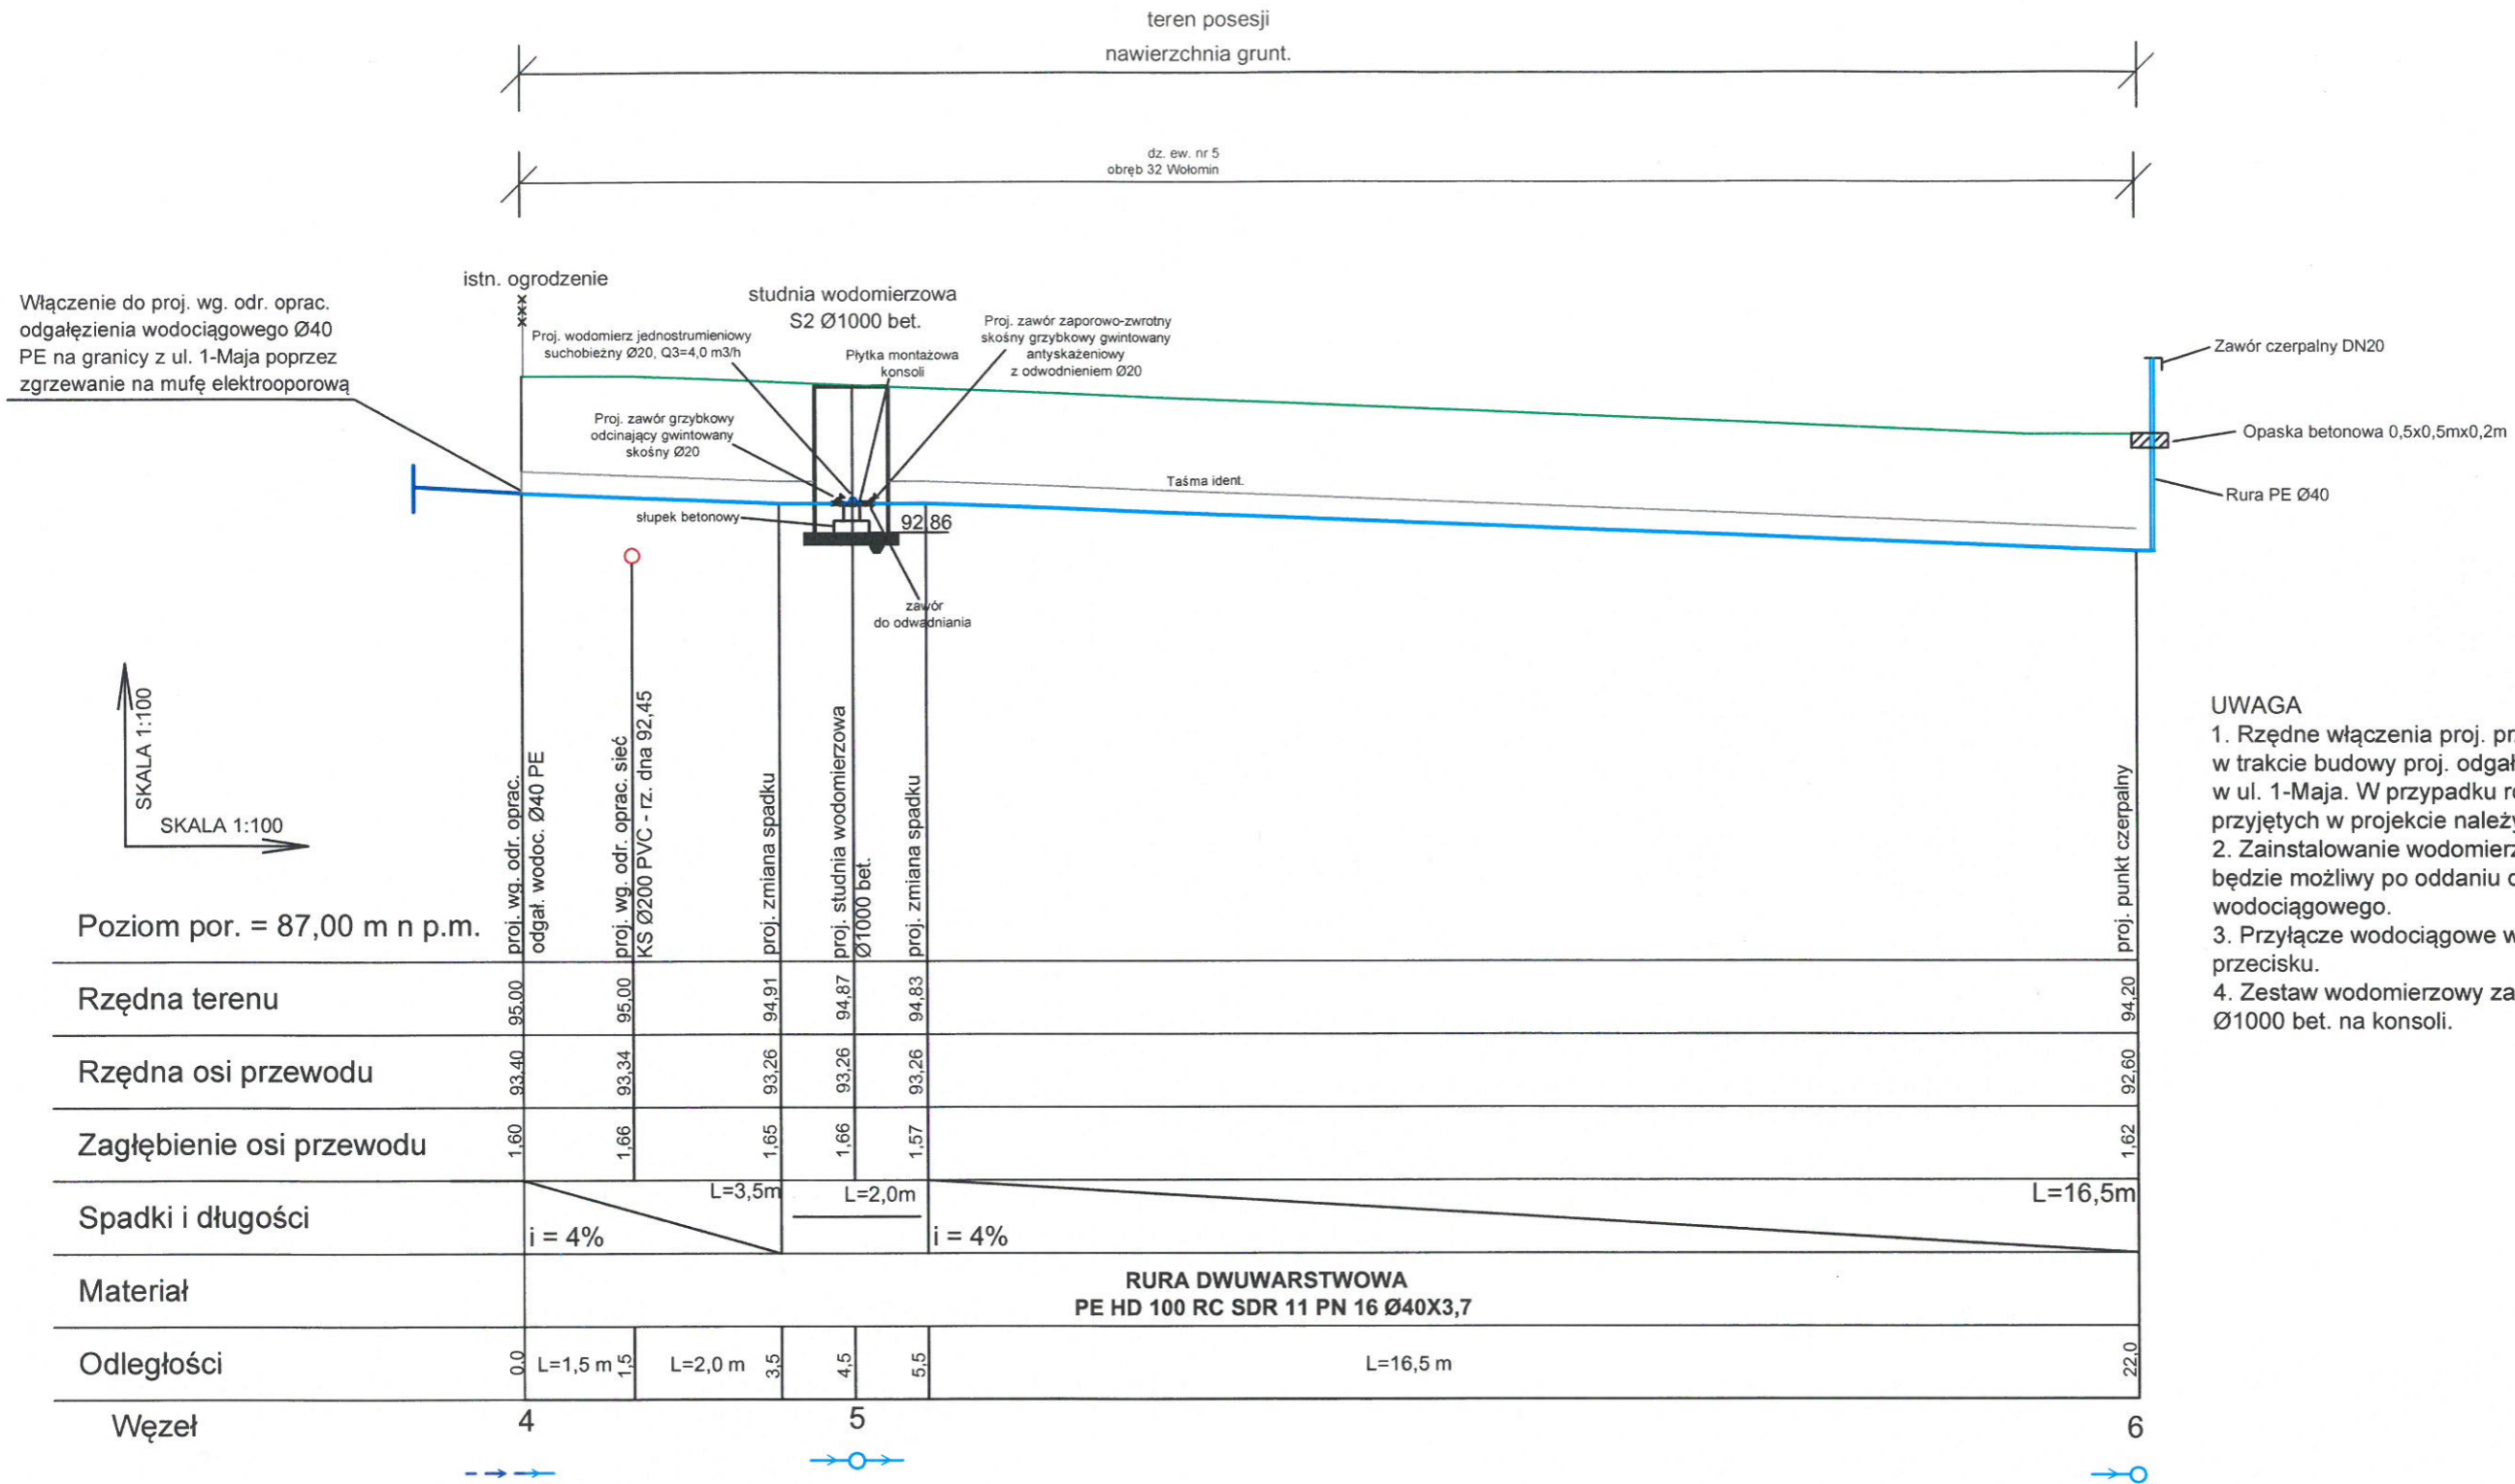 teren posesji
nawierzchnia grunt.
dz. ew. nr 5
obręb 32 Wołomin
Włączenie do proj. wg. odr. oprac.
odgałęzienia wodociągowego Ø40
PE na granicy z ul. 1-Maja poprzez
zgrzewanie na mufę elektrooporową
istn. ogrodzenie
studnia wodomierzowa
S2 Ø1000 bet.
Proj. wodomierz jednostrumieniowy
suchobieżny Ø20, Q3=4,0 m3/h
Płytka montażowa
konsoli
Proj. zawór zaporowo-zwrotny
skośny grzybkowy gwintowany
antyskażeniowy
z odwodnieniem Ø20
Proj. zawór grzybkowy
odcinający gwintowany
skośny Ø20
Zawór czerpalny DN20
Opaska betonowa 0,5x0,5mx0,2m
Rura PE Ø40
Taśma ident.
słupek betonowy
92,86
zawór
do odwadniania
SKALA 1:100
SKALA 1:100
proj. wg. odr. oprac.
odgał. wodoc. Ø40 PE
proj. wg. odr. oprac. sieć
KS Ø200 PVC - rz. dna 92,45
proj. zmiana spadku
proj. studnia wodomierzowa
Ø1000 bet.
proj. zmiana spadku
proj. punkt czerpalny
UWAGA
1. Rzędne włączenia proj. prz
w trakcie budowy proj. odgał
w ul. 1-Maja. W przypadku ró
przyjętych w projekcie należy
2. Zainstalowanie wodomierz
będzie możliwy po oddaniu d
wodociągowego.
3. Przyłącze wodociągowe w
przecisku.
4. Zestaw wodomierzowy za
Ø1000 bet. na konsoli.
Poziom por. = 87,00 m n p.m.
Rzędna terenu 95,00 95,00 94,91 94,87 94,83 94,20
Rzędna osi przewodu 93,40 93,34 93,26 93,26 93,26 92,60
Zagłębienie osi przewodu 1,60 1,66 1,65 1,66 1,57 1,62
Spadki i długości i = 4% L=3,5m L=2,0m i = 4% L=16,5m
Materiał
RURA DWUWARSTWOWA
PE HD 100 RC SDR 11 PN 16 Ø40X3,7
Odległości 0,0 L=1,5 m 1,5 L=2,0 m 3,5 4,5 5,5 L=16,5 m 22,0
Węzeł 4 5 6